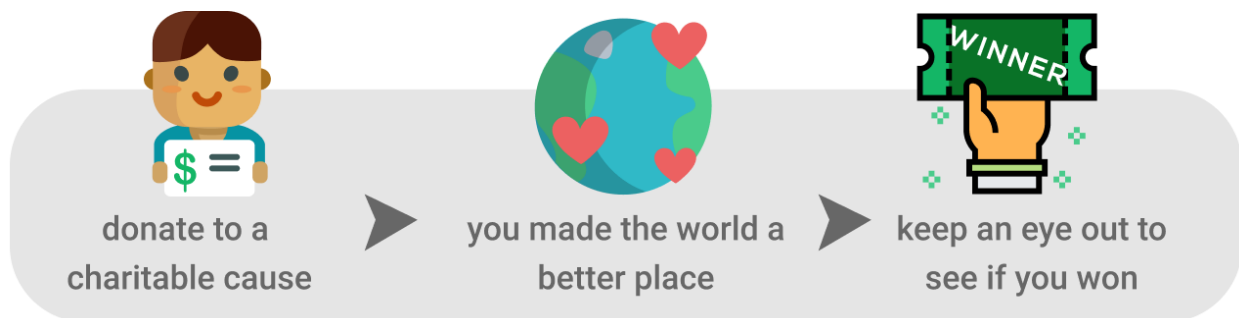 $
donate to a
charitable cause
you made the world a
better place
WINNER
keep an eye out to
see if you won